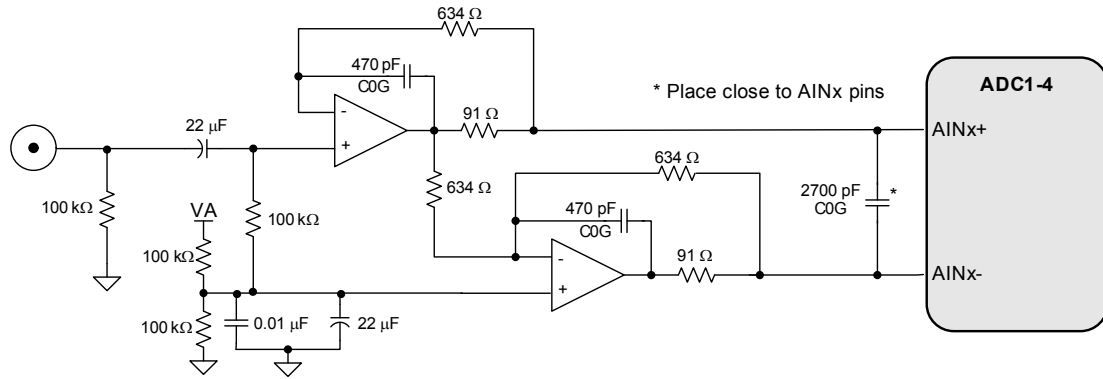 634 Ω
470 pF
C0G
* Place close to AINx pins
ADC1-4
-
+
91 Ω
AINx+
22 µF
634 Ω
634 Ω
2700 pF
C0G
*
100 kΩ
VA
100 kΩ
470 pF
C0G
100 kΩ
-
+
91 Ω
AINx-
100 kΩ
0.01 µF
22 µF